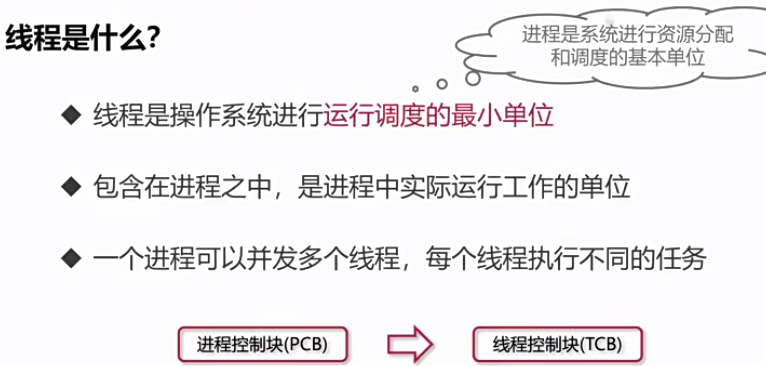 线程是什么?
进程是系统进行资源分配
和调度的基本单位
◆ 线程是操作系统进行运行调度的最小单位
◆ 包含在进程之中，是进程中实际运行工作的单位
◆ 一个进程可以并发多个线程，每个线程执行不同的任务
进程控制块(PCB)
线程控制块(TCB)